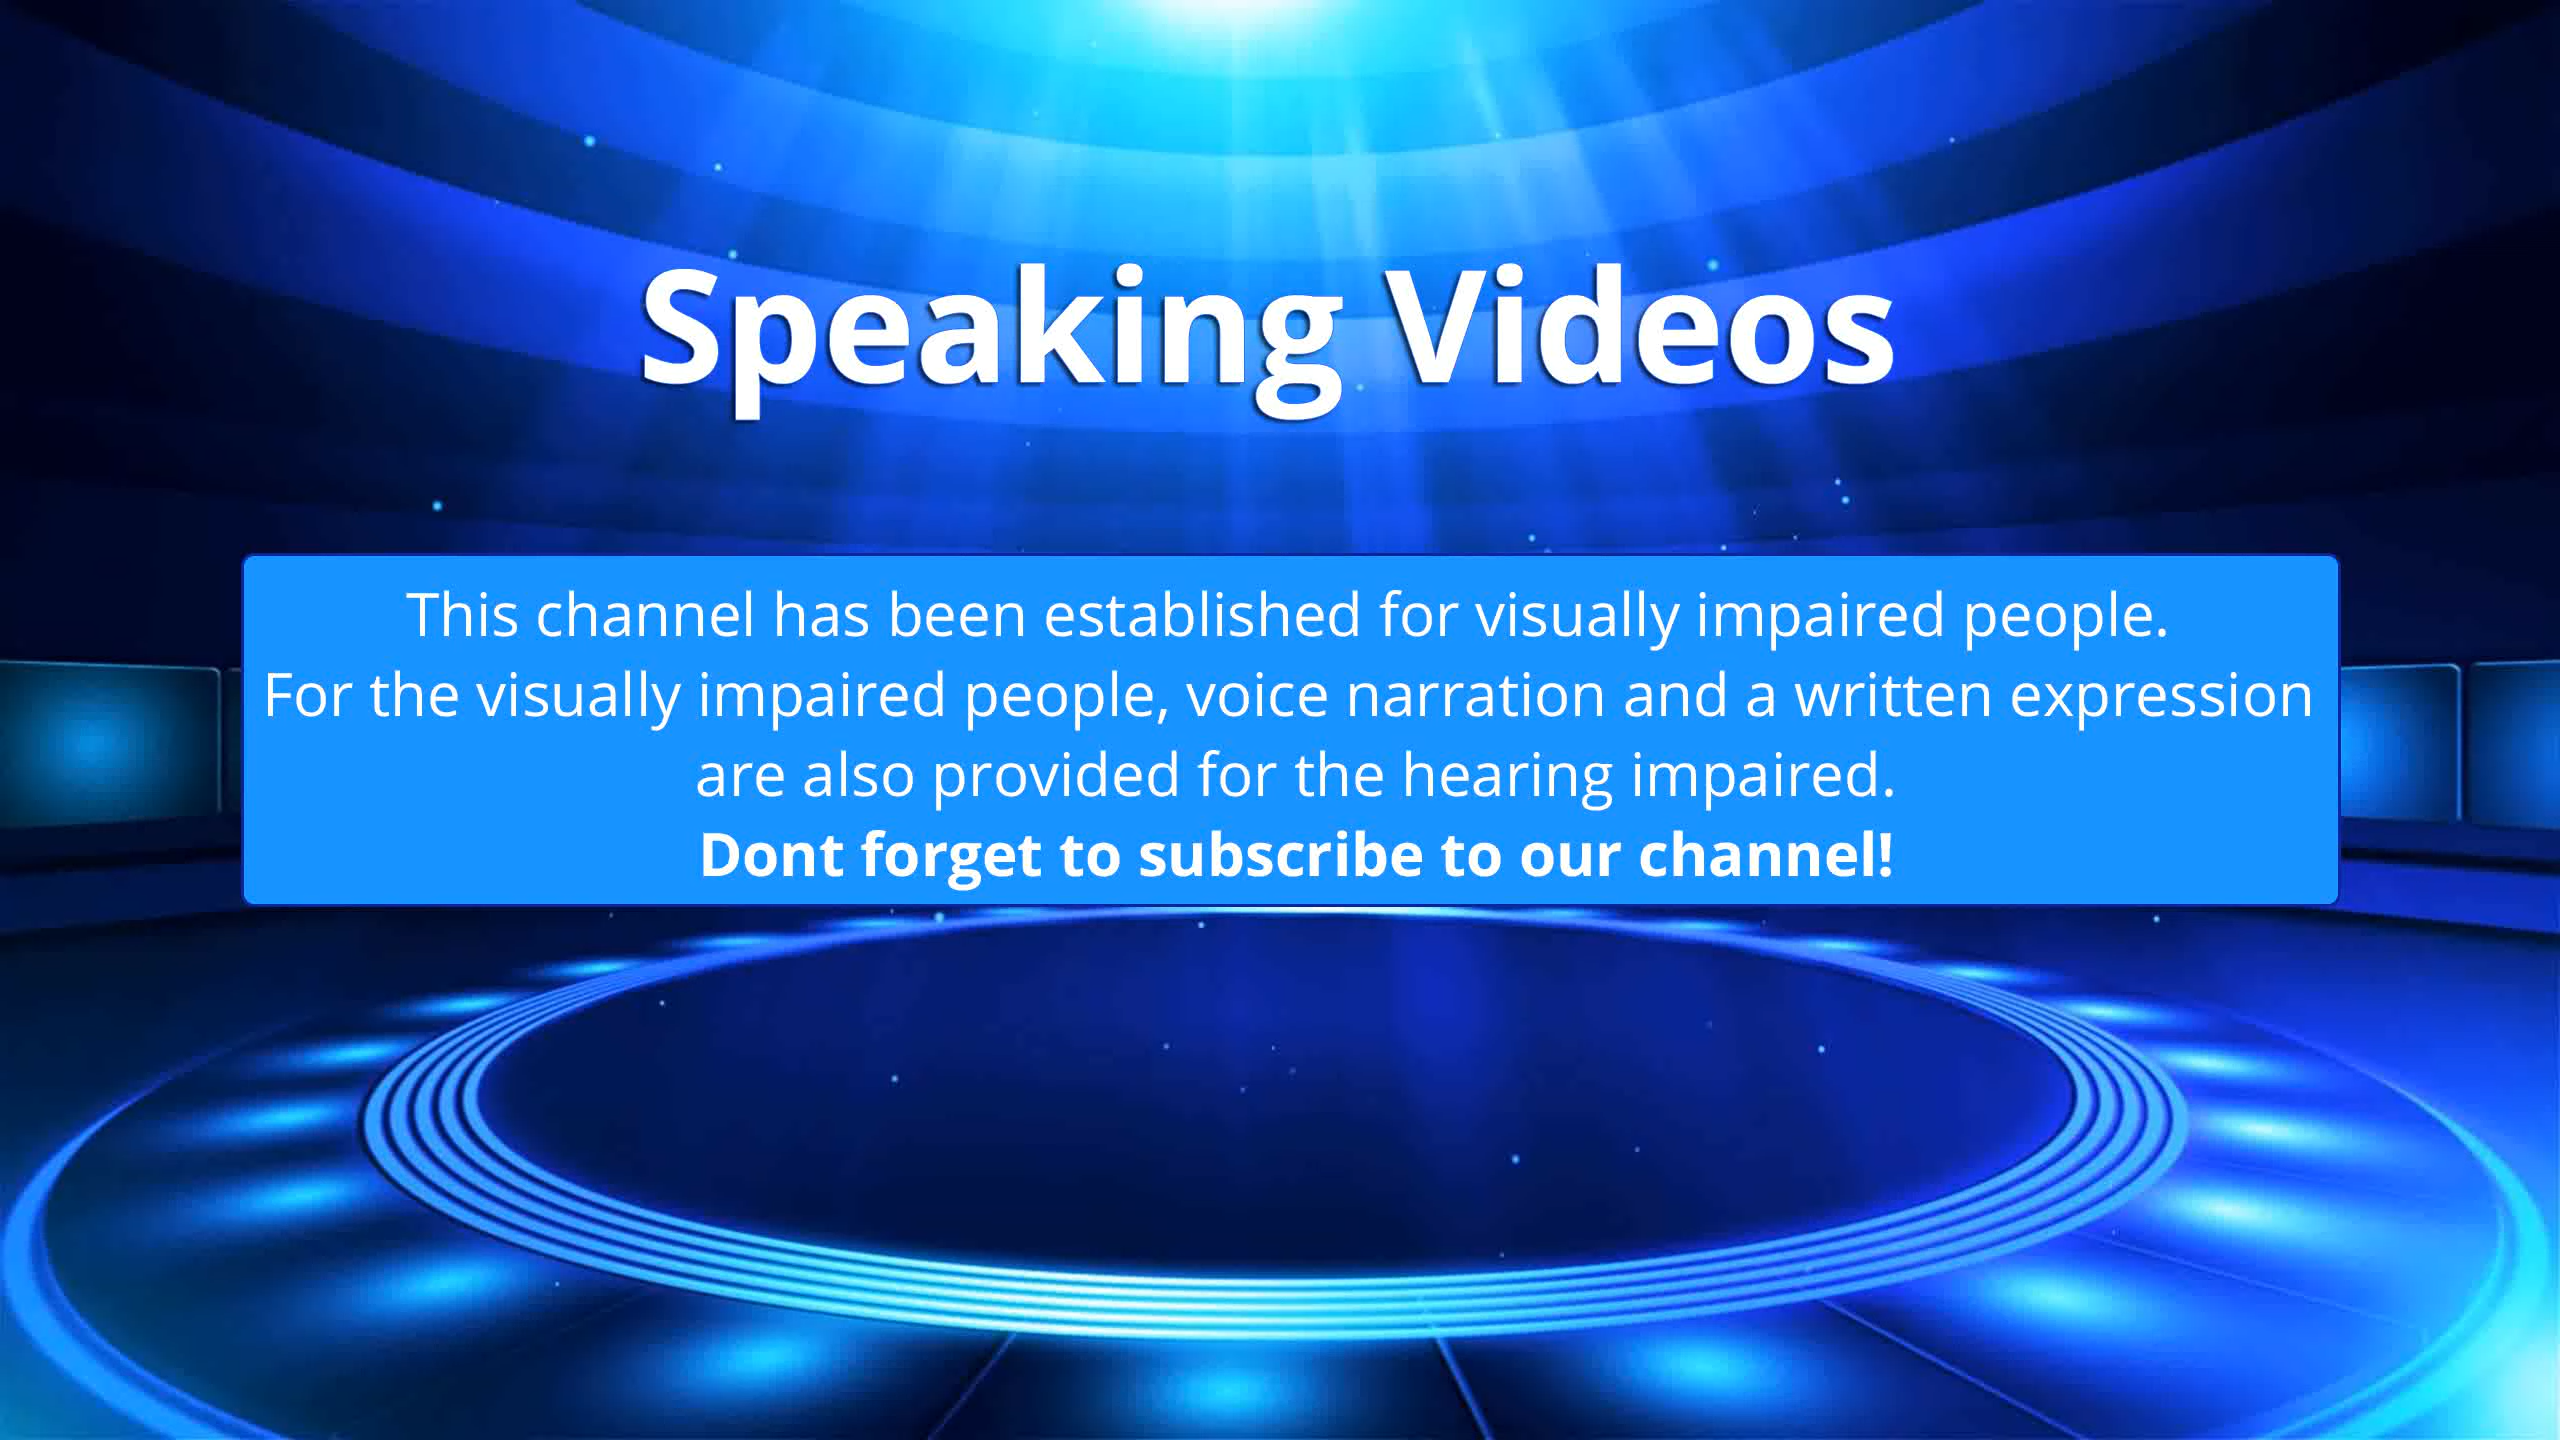 Speaking Videos
This channel has been established for visually impaired people.
For the visually impaired people, voice narration and a written expression
are also provided for the hearing impaired.
Dont forget to subscribe to our channel!